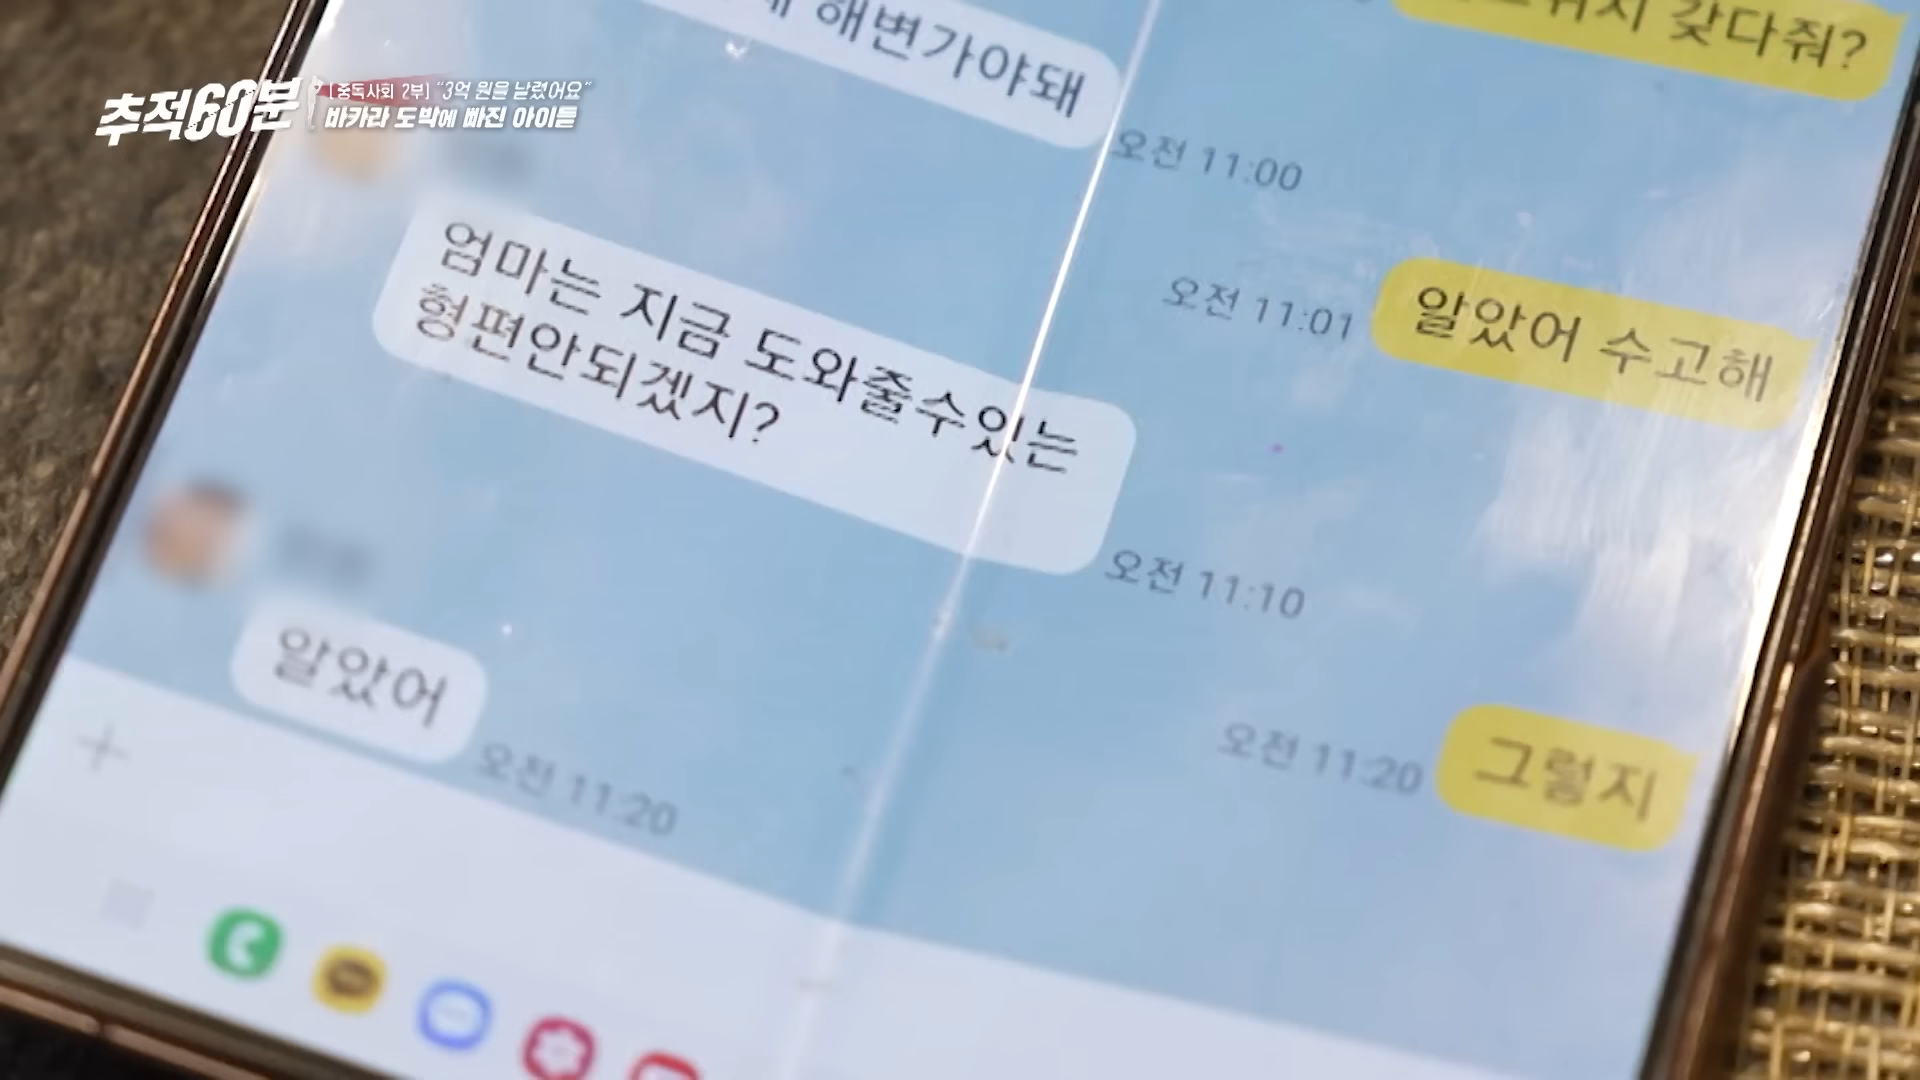 추적60분
[중독사회 2부] "3억 원을 날렸어요"
바카라 도박에 빠진 아이들
갖다줘?
해변가야돼
오전 11:00
오전 11:01
알았어 수고해
엄마는 지금 도와줄수있는
형편안되겠지?
오전 11:10
오전 11:20
그렇지
알았어
오전 11:20